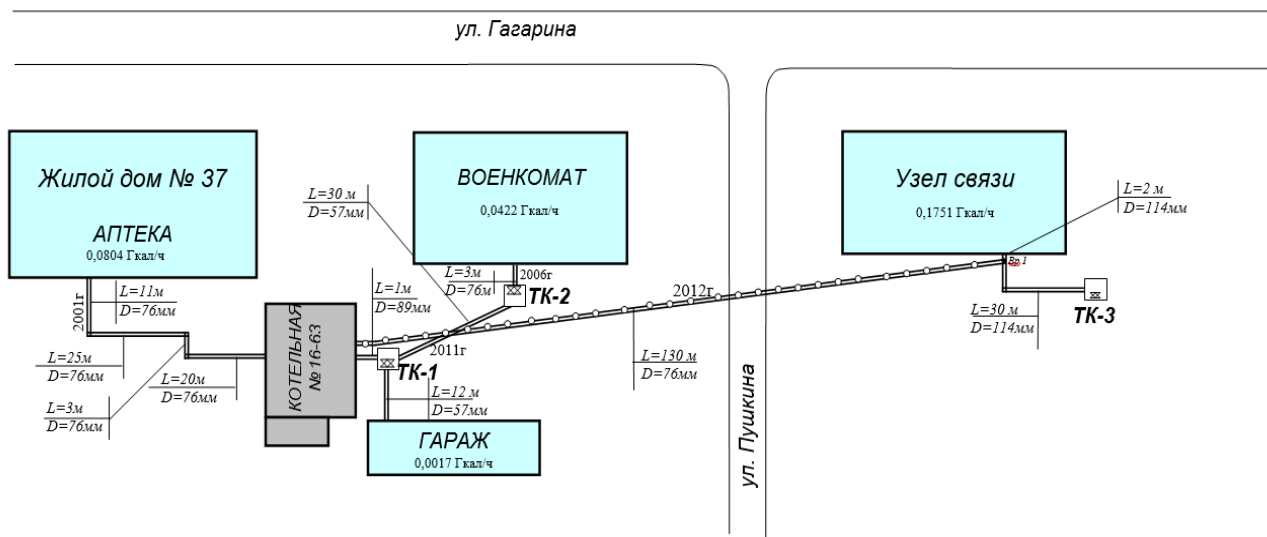 ул. Гагарина
Жилой дом № 37
АПТЕКА
0,0804 Гкал/ч
ВОЕНКОМАТ
0,0422 Гкал/ч
Узел связи
0,1751 Гкал/ч
L=30 м
D=57мм
L=2 м
D=114мм
L=3м
D=76м
2006г
ТК-2
L=1м
D=89мм
2011г
2012г
Вр.1
2001г
L=11м
D=76мм
L=25м
D=76мм
L=3м
D=76мм
L=20м
D=76мм
КОТЕЛЬНАЯ
№ 16-63
ТК-1
L=12 м
D=57мм
ГАРАЖ
0,0017 Гкал/ч
L=130 м
D=76мм
L=30 м
D=114мм
ТК-3
ул. Пушкина